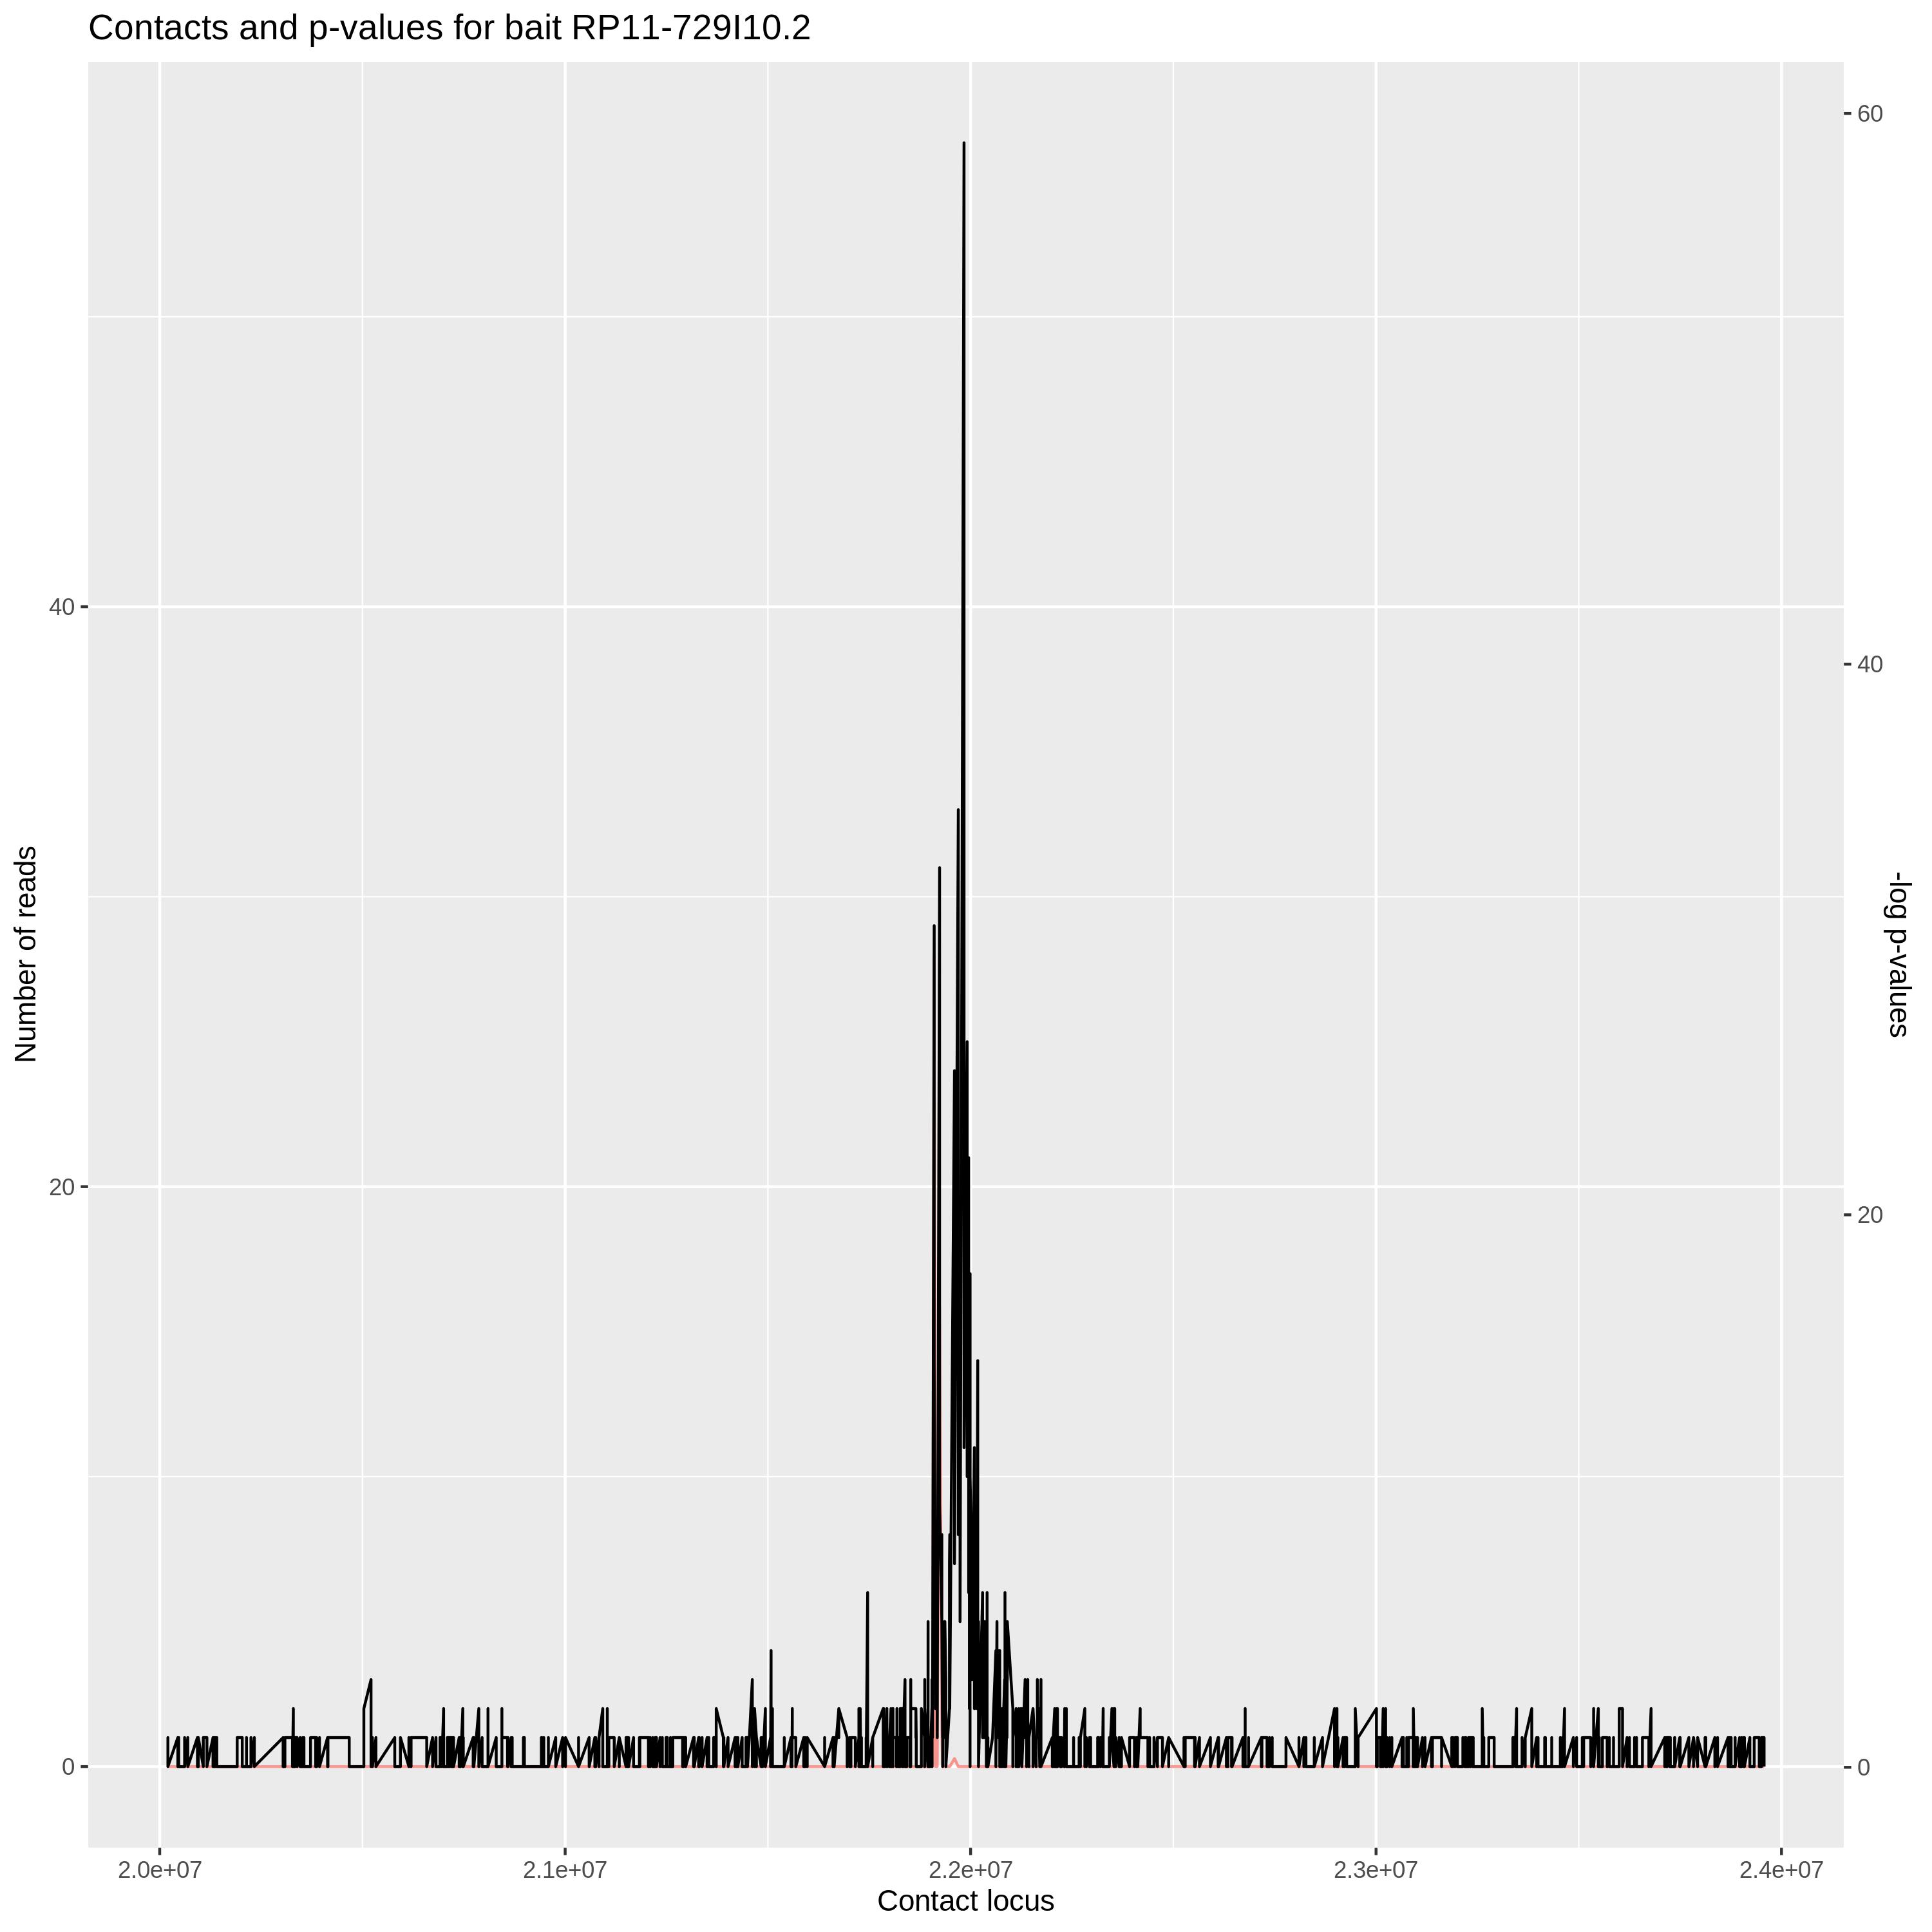 Contacts and p-values for bait RP11-729I10.2
60
40
40
20
20
0
0
Number of reads
-log p-values
2.0e+07
2.1e+07
2.2e+07
2.3e+07
2.4e+07
Contact locus